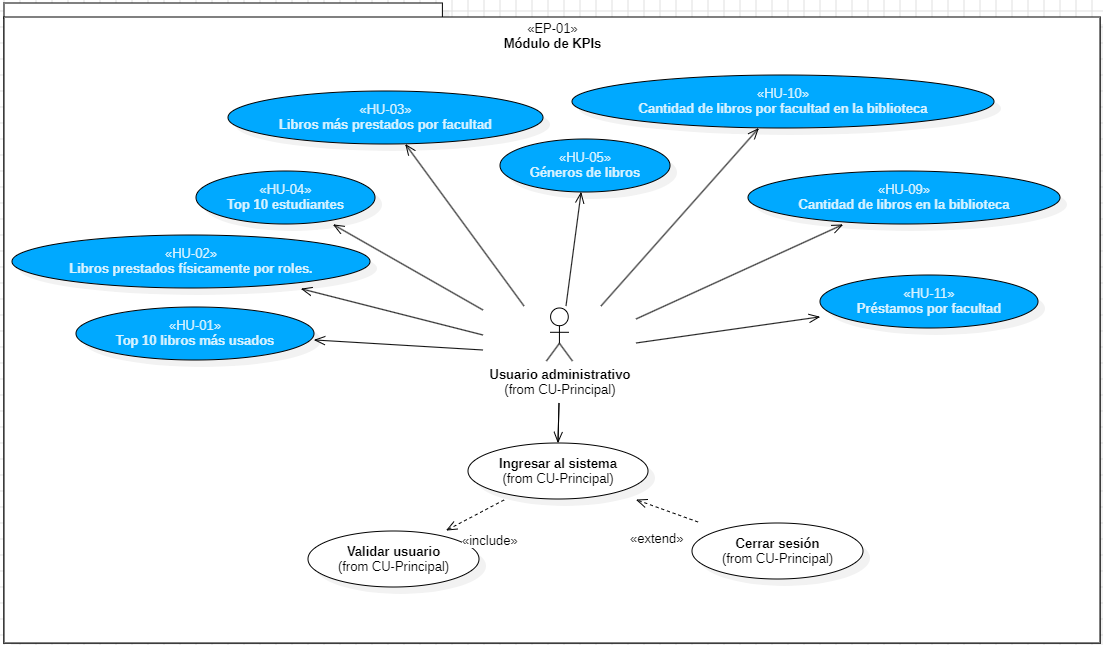 «EP-01»
Módulo de KPIs
«HU-10»
Cantidad de libros por facultad en la biblioteca
«HU-03»
Libros más prestados por facultad
«HU-05»
Géneros de libros
«HU-04»
Top 10 estudiantes
«HU-09»
Cantidad de libros en la biblioteca
«HU-02»
Libros prestados físicamente por roles.
«HU-11»
Préstamos por facultad
«HU-01»
Top 10 libros más usados
Usuario administrativo
(from CU-Principal)
Ingresar al sistema
(from CU-Principal)
«include»
«extend»
Validar usuario
(from CU-Principal)
Cerrar sesión
(from CU-Principal)